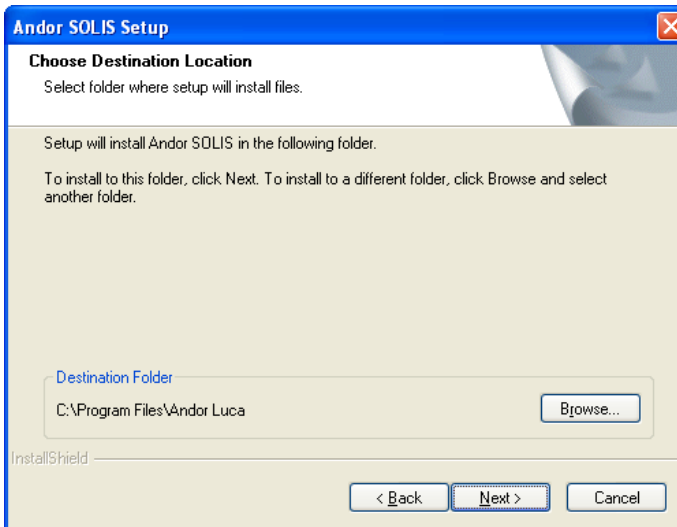 Andor SOLIS Setup
Choose Destination Location
Select folder where setup will install files.
Setup will install Andor SOLIS in the following folder.
To install to this folder, click Next. To install to a different folder, click Browse and select
another folder.
Destination Folder
C:\Program Files\Andor Luca
Browse...
InstallShield
< Back
Next >
Cancel